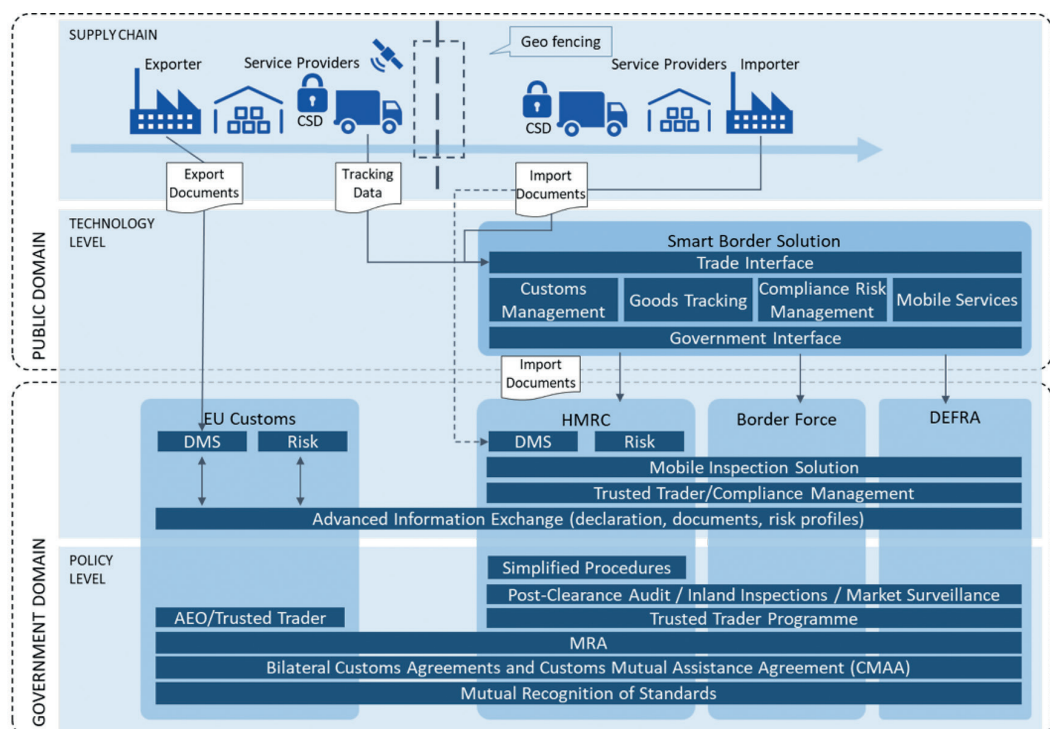 SUPPLY CHAIN
Geo fencing
Exporter
Service Providers
Service Providers
Importer
CSD
CSD
Export
Documents
Tracking
Data
Import
Documents
PUBLIC DOMAIN
TECHNOLOGY
LEVEL
Smart Border Solution
Trade Interface
Customs
Management
Goods Tracking
Compliance Risk
Management
Mobile Services
Government Interface
Import
Documents
GOVERNMENT DOMAIN
EU Customs
HMRC
Border Force
DEFRA
DMS
Risk
DMS
Risk
Mobile Inspection Solution
Trusted Trader/Compliance Management
Advanced Information Exchange (declaration, documents, risk profiles)
POLICY
LEVEL
Simplified Procedures
Post-Clearance Audit / Inland Inspections / Market Surveillance
AEO/Trusted Trader
Trusted Trader Programme
MRA
Bilateral Customs Agreements and Customs Mutual Assistance Agreement (CMAA)
Mutual Recognition of Standards